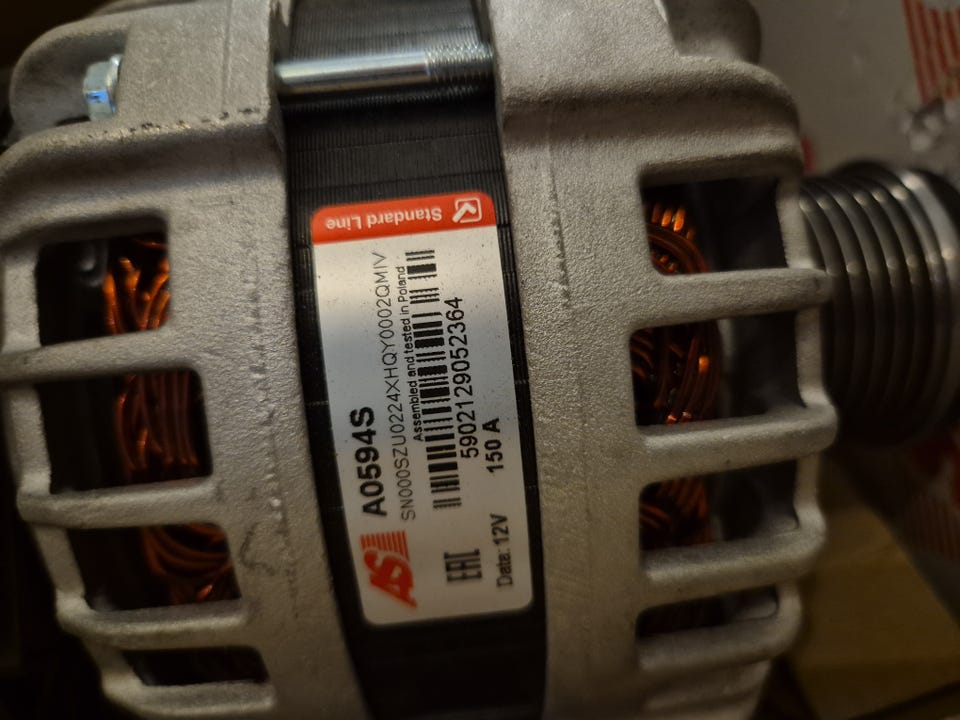 Standard Line
AS
A0594S
SN000SZU0224XHQY0002QMIV
Assembled and tested in Poland
5902129052364
EAC
Data: 12V 150 A